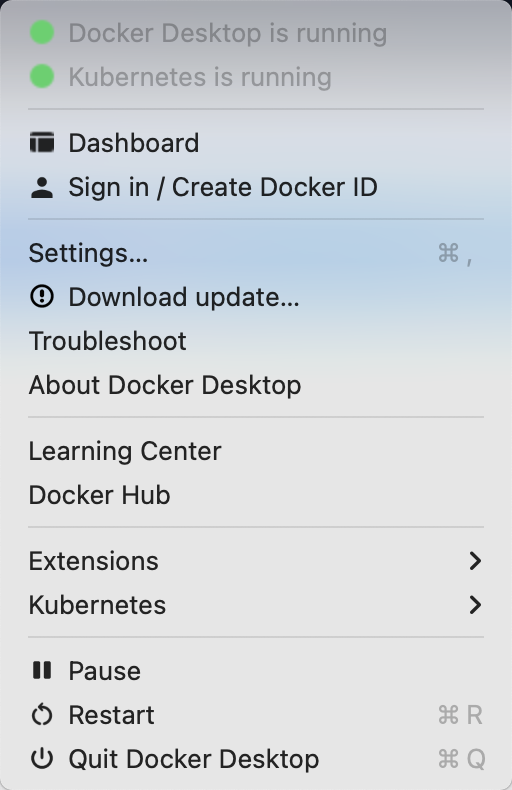 Docker Desktop is running
Kubernetes is running
Dashboard
Sign in / Create Docker ID
Settings... ⌘ ,
Download update...
Troubleshoot
About Docker Desktop
Learning Center
Docker Hub
Extensions
Kubernetes
Pause
Restart ⌘ R
Quit Docker Desktop ⌘ Q